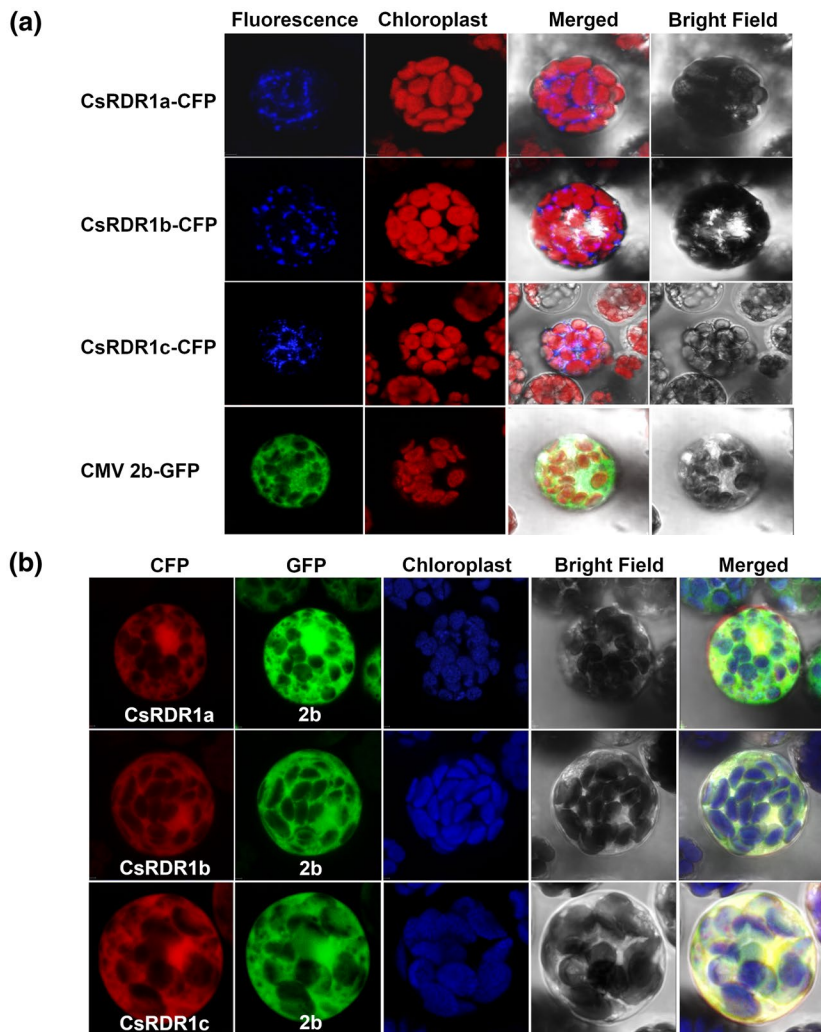 (a)
Fluorescence Chloroplast Merged Bright Field
CsRDR1a-CFP
CsRDR1b-CFP
CsRDR1c-CFP
CMV 2b-GFP
(b)
CFP GFP Chloroplast Bright Field Merged
CsRDR1a 2b
CsRDR1b 2b
CsRDR1c 2b